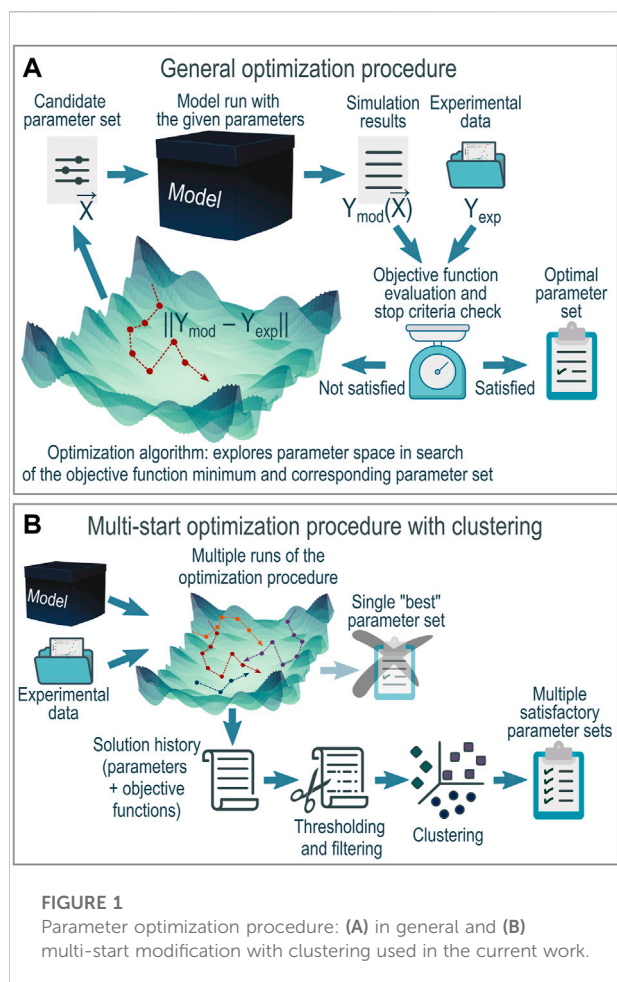 A
General optimization procedure
Candidate
parameter set
Model run with
the given parameters
Simulation
results
Experimental
data
Model
X
Y mod (X)
Y exp
||Y mod – Y exp||
Objective function
evaluation and
stop criteria check
Optimal
parameter
set
Not satisfied
Satisfied
Optimization algorithm: explores parameter space in search
of the objective function minimum and corresponding parameter set
B
Multi-start optimization procedure with clustering
Multiple runs of the
optimization procedure
Model
Experimental
data
Single "best"
parameter set
Solution history
(parameters
+ objective
functions)
Thresholding
and filtering
Clustering
Multiple
satisfactory
parameter sets
FIGURE 1
Parameter optimization procedure: (A) in general and (B)
multi-start modification with clustering used in the current work.